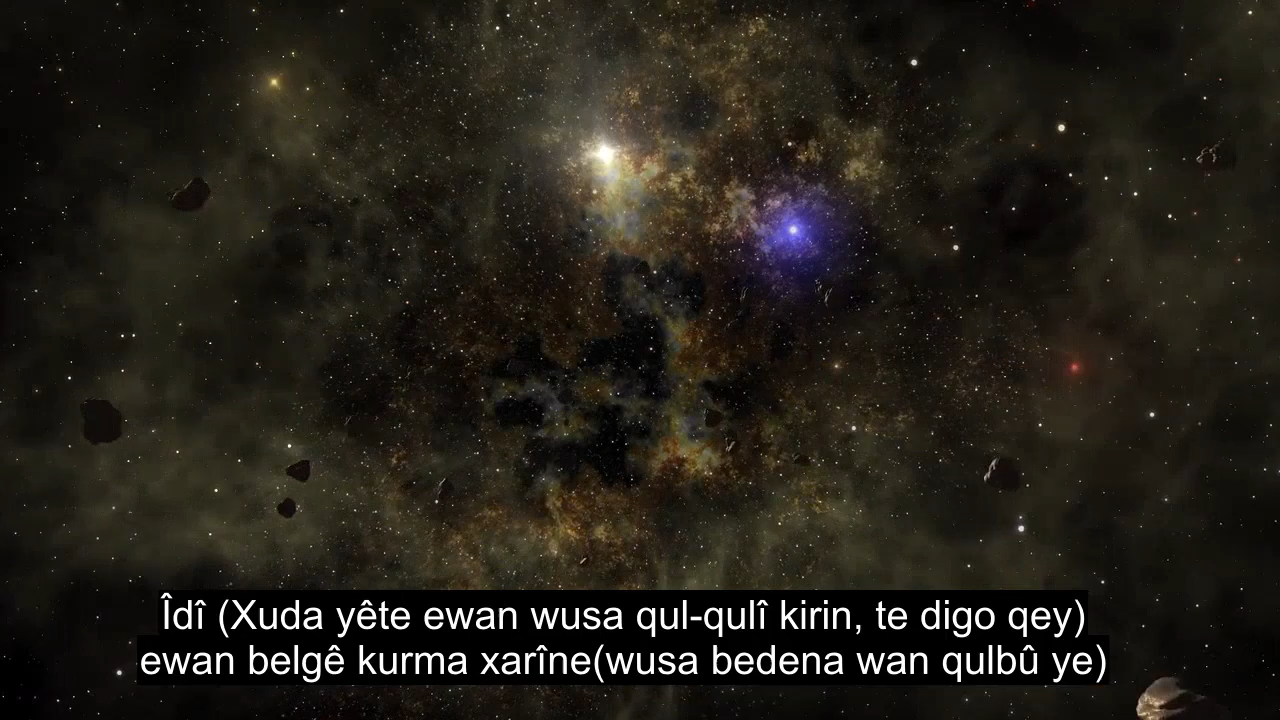 Îdî (Xuda yête ewan wusa qul-qulî kirin, te digo qey)
ewan belgê kurma xarîne(wusa bedena wan qulbû ye)